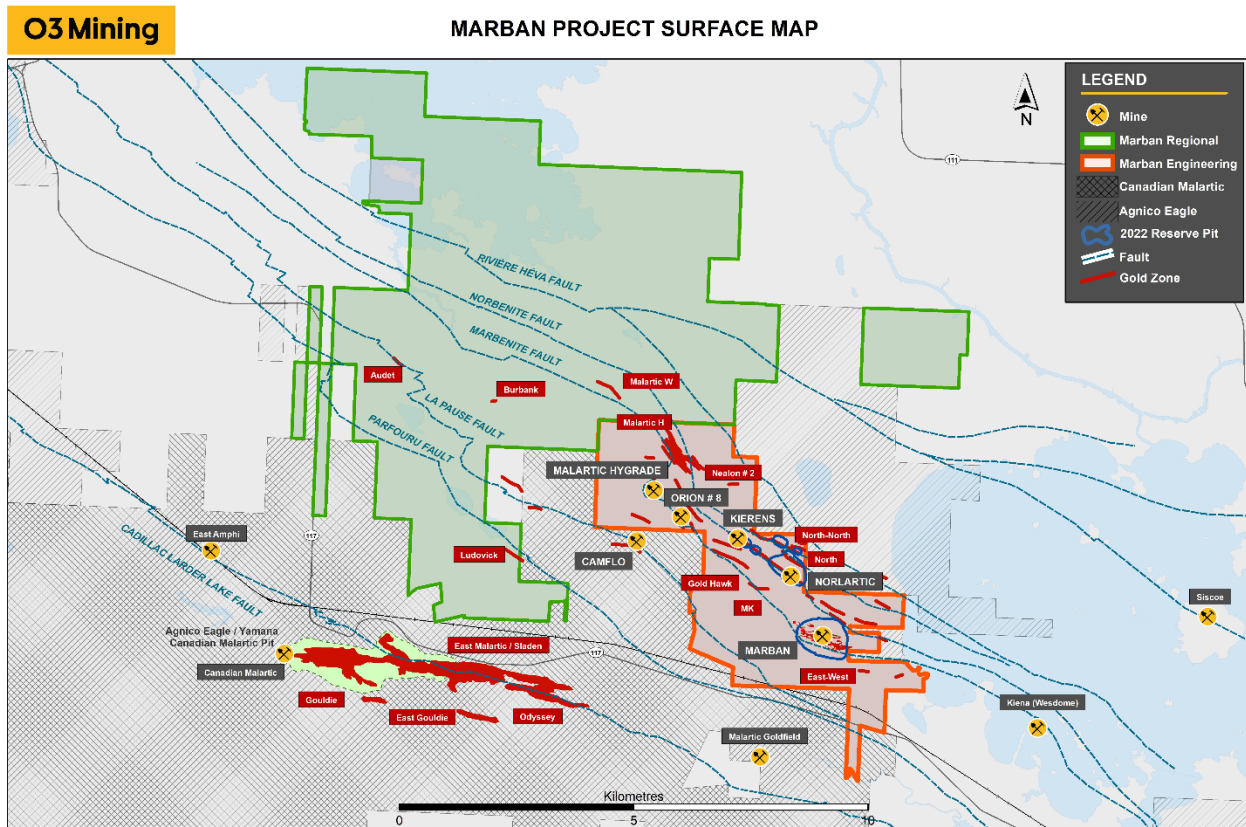 O3 Mining
MARBAN PROJECT SURFACE MAP
LEGEND
Mine
Marban Regional
Marban Engineering
Canadian Malartic
Agnico Eagle
2022 Reserve Pit
Fault
Gold Zone
N
111
RIVIÈRE HÉVA FAULT
NORBENITE FAULT
MARBENITE FAULT
Audet
Burbank
Malartic W
LA PAUSE FAULT
PARFOURU FAULT
Malartic H
MALARTIC HYGRADE
Nealon # 2
ORION # 8
KIERENS
117
East Amphi
CADILLAC LARDER LAKE FAULT
North-North
North
Ludovick
CAMFLO
NORLARTIC
Gold Hawk
MK
Siscoe
Agnico Eagle / Yamana
Canadian Malartic Pit
East Malartic / Sladen
117
MARBAN
Canadian Malartic
East-West
Gouldie
East Gouldie
Odyssey
Kiena (Wesdome)
Malartic Goldfield
Kilometres
0
5
10